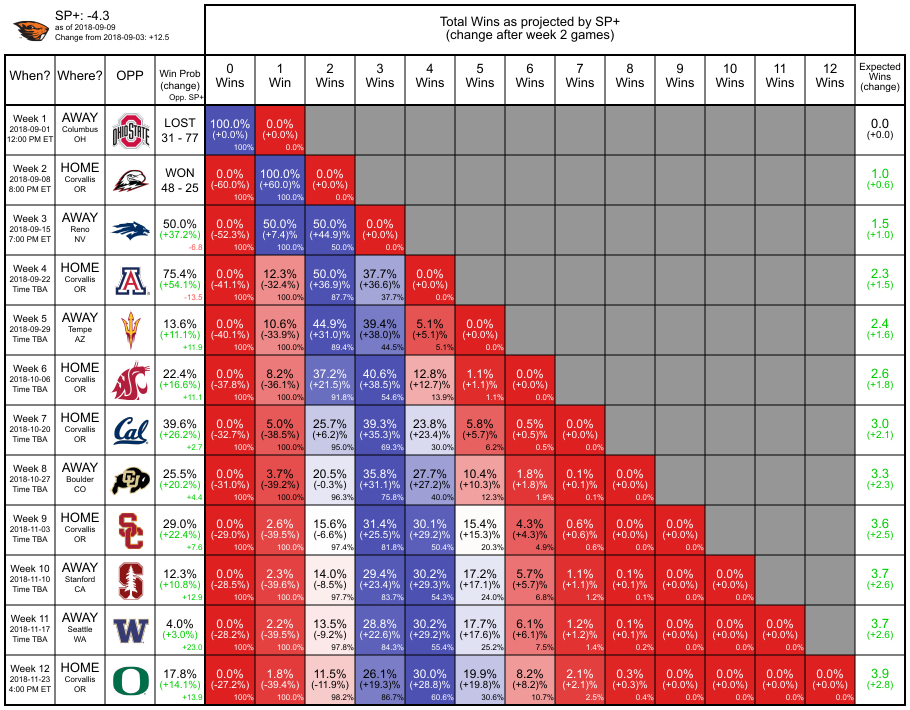 SP+: -4.3
as of 2018-09-09
Change from 2018-09-03: +12.5
Total Wins as projected by SP+
(change after week 2 games)
When? Where? OPP Win Prob (change) Opp. SP+ 0 Wins 1 Win 2 Wins 3 Wins 4 Wins 5 Wins 6 Wins 7 Wins 8 Wins 9 Wins 10 Wins 11 Wins 12 Wins Expected Wins (change)
Week 1 AWAY LOST 100.0% 0.0% 0.0
2018-09-01 Columbus OHIO STATE 31 - 77 (+0.0%) (+0.0%) (+0.0)
12:00 PM ET OH 100% 0.0%
Week 2 HOME WON 0.0% 100.0% 0.0% 1.0
2018-09-08 Corvallis 48 - 25 (-60.0%) (+60.0)% (+0.0%) (+0.6)
8:00 PM ET OR 100% 100.0% 0.0%
Week 3 AWAY 50.0% 0.0% 50.0% 50.0% 0.0% 1.5
2018-09-15 Reno (+37.2%) (-52.3%) (+7.4)% (+44.9%) (+0.0%) (+1.0)
7:00 PM ET NV -6.8 100% 100.0% 50.0% 0.0%
Week 4 HOME A 75.4% 0.0% 12.3% 50.0% 37.7% 0.0% 2.3
2018-09-22 Corvallis (+54.1%) (-41.1%) (-32.4%) (+36.9%) (+36.6)% (+0.0%) (+1.5)
Time TBA OR -13.5 100% 100.0% 87.7% 37.7% 0.0%
Week 5 AWAY 13.6% 0.0% 10.6% 44.9% 39.4% 5.1% 0.0% 2.4
2018-09-29 Tempe (+11.1%) (-40.1%) (-33.9%) (+31.0)% (+38.0)% (+5.1)% (+0.0%) (+1.6)
Time TBA AZ +11.9 100% 100.0% 89.4% 44.5% 5.1% 0.0%
Week 6 HOME 22.4% 0.0% 8.2% 37.2% 40.6% 12.8% 1.1% 0.0% 2.6
2018-10-06 Corvallis (+16.6%) (-37.8%) (-36.1%) (+21.5)% (+38.5)% (+12.7)% (+1.1)% (+0.0%) (+1.8)
Time TBA OR +11.1 100% 100.0% 91.8% 54.6% 13.9% 1.1% 0.0%
Week 7 HOME Cal 39.6% 0.0% 5.0% 25.7% 39.3% 23.8% 5.8% 0.5% 0.0% 3.0
2018-10-20 Corvallis (+26.2%) (-32.7%) (-38.5%) (+6.2)% (+35.3)% (+23.4)% (+5.7)% (+0.5)% (+0.0%) (+2.1)
Time TBA OR +2.7 100% 100.0% 95.0% 69.3% 30.0% 6.2% 0.5% 0.0%
Week 8 AWAY CU 25.5% 0.0% 3.7% 20.5% 35.8% 27.7% 10.4% 1.8% 0.1% 0.0% 3.3
2018-10-27 Boulder (+20.2%) (-31.0%) (-39.2%) (-0.3%) (+31.1)% (+27.2)% (+10.3)% (+1.8)% (+0.1)% (+0.0%) (+2.3)
Time TBA CO +4.4 100% 100.0% 96.3% 75.8% 40.0% 12.3% 1.9% 0.1% 0.0%
Week 9 HOME SC 29.0% 0.0% 2.6% 15.6% 31.4% 30.1% 15.4% 4.3% 0.6% 0.0% 0.0% 3.6
2018-11-03 Corvallis (+22.4%) (-29.0%) (-39.5%) (-6.6%) (+25.5)% (+29.2)% (+15.3)% (+4.3)% (+0.6)% (+0.0%) (+0.0%) (+2.5)
Time TBA OR +7.6 100% 100.0% 97.4% 81.8% 50.4% 20.3% 4.9% 0.6% 0.0% 0.0%
Week 10 AWAY S 12.3% 0.0% 2.3% 14.0% 29.4% 30.2% 17.2% 5.7% 1.1% 0.1% 0.0% 0.0% 3.7
2018-11-10 Stanford (+10.8%) (-28.5%) (-39.6%) (-8.5%) (+23.4)% (+29.3)% (+17.1)% (+5.7)% (+1.1)% (+0.1)% (+0.0%) (+0.0%) (+2.6)
Time TBA CA +12.9 100% 100.0% 97.7% 83.7% 54.3% 24.0% 6.8% 1.2% 0.1% 0.0% 0.0%
Week 11 AWAY W 4.0% 0.0% 2.2% 13.5% 28.8% 30.2% 17.7% 6.1% 1.2% 0.1% 0.0% 0.0% 0.0% 3.7
2018-11-17 Seattle (+3.0%) (-28.2%) (-39.5%) (-9.2%) (+22.6)% (+29.2)% (+17.6)% (+6.1)% (+1.2)% (+0.1)% (+0.0%) (+0.0%) (+0.0%) (+2.6)
Time TBA WA +23.0 100% 100.0% 97.8% 84.3% 55.4% 25.2% 7.5% 1.4% 0.2% 0.0% 0.0% 0.0%
Week 12 HOME O 17.8% 0.0% 1.8% 11.5% 26.1% 30.0% 19.9% 8.2% 2.1% 0.3% 0.0% 0.0% 0.0% 0.0% 3.9
2018-11-23 Corvallis (+14.1%) (-27.2%) (-39.4%) (-11.9%) (+19.3)% (+28.8)% (+19.8)% (+8.2)% (+2.1)% (+0.3)% (+0.0%) (+0.0%) (+0.0%) (+0.0%) (+2.8)
4:00 PM ET OR +13.9 100% 100.0% 98.2% 86.7% 60.6% 30.6% 10.7% 2.5% 0.4% 0.0% 0.0% 0.0% 0.0%